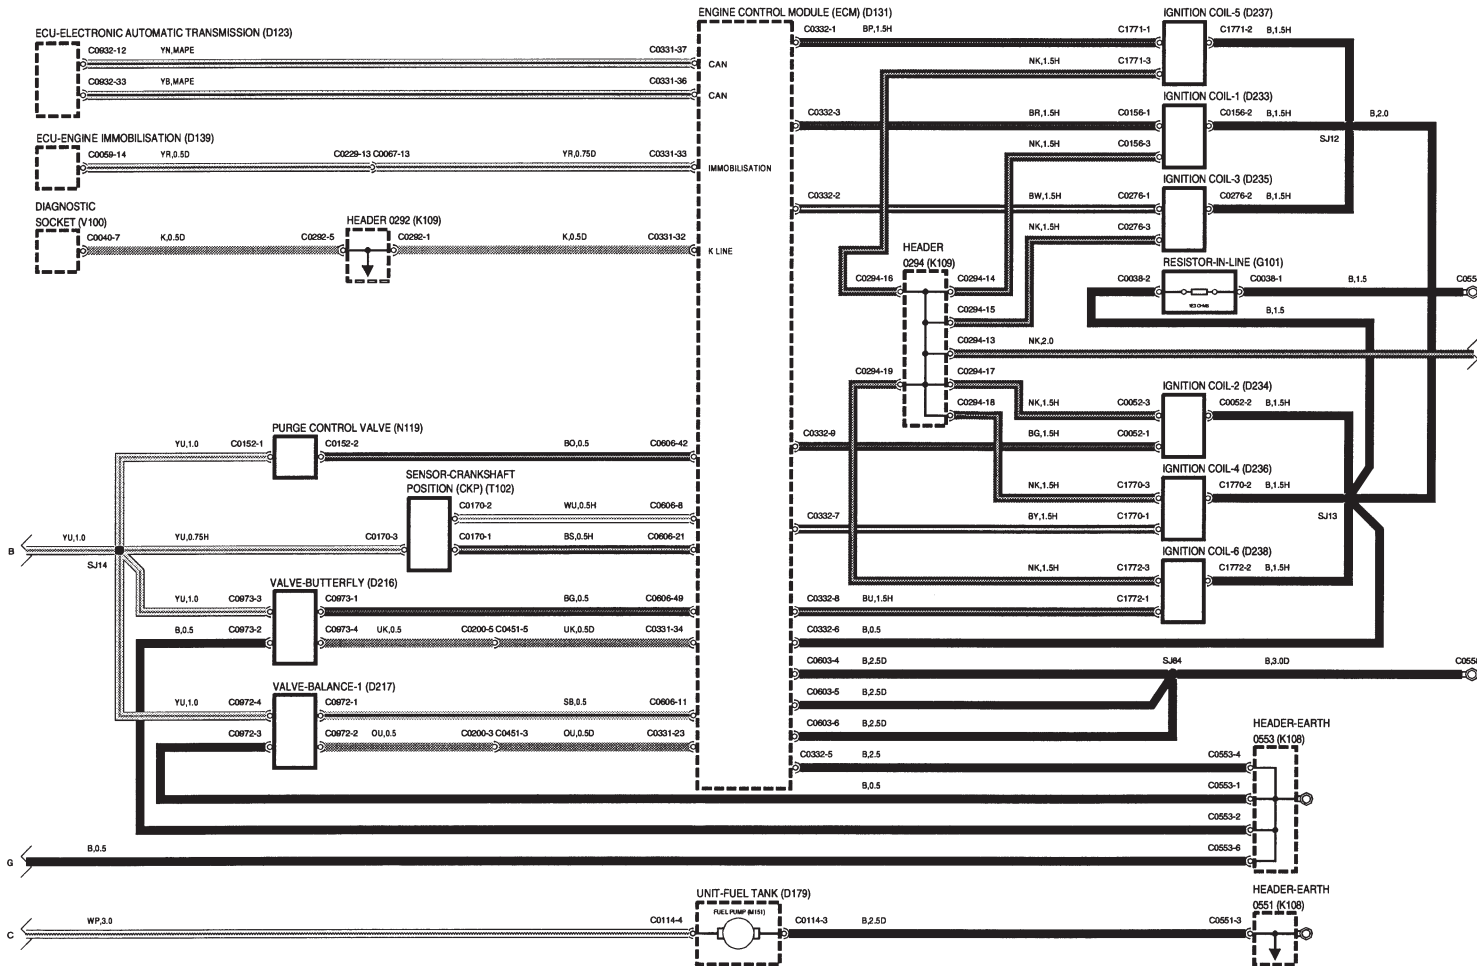 ENGINE CONTROL MODULE (ECM) (D131)
IGNITION COIL-5 (D237)
ECU-ELECTRONIC AUTOMATIC TRANSMISSION (D123)
C0332-1 BP,1.5H C1771-1 C1771-2 B,1.5H
C0932-12 YN,MAPE C0331-37
CAN
NK,1.5H C1771-3
C0932-33 YB,MAPE C0331-36
CAN
IGNITION COIL-1 (D233)
C0332-3 BR,1.5H C0156-1 C0156-2 B,1.5H B,2.0
ECU-ENGINE IMMOBILISATION (D139)
SJ12
NK,1.5H C0156-3
C0059-14 YR,0.5D C0229-13 C0067-13 YR,0.75D C0331-33
IMMOBILISATION
IGNITION COIL-3 (D235)
C0332-2 BW,1.5H C0276-1 C0276-2 B,1.5H
DIAGNOSTIC
SOCKET (V100)
HEADER 0292 (K109)
NK,1.5H C0276-3
C0040-7 K,0.5D C0292-5 C0292-1 K,0.5D C0331-32
K LINE
HEADER
0294 (K109)
RESISTOR-IN-LINE (G101)
C0294-16 C0294-14 C0038-2 C0038-1 B,1.5 C055
C0294-15 B,1.5
C0294-13 NK,2.0
C0294-19 C0294-17
IGNITION COIL-2 (D234)
NK,1.5H C0052-3 C0052-2 B,1.5H
C0294-18
PURGE CONTROL VALVE (N119)
C0332-9 BG,1.5H C0052-1
YU,1.0 C0152-1 C0152-2 BO,0.5 C0606-42
IGNITION COIL-4 (D236)
SENSOR-CRANKSHAFT
POSITION (CKP) (T102)
NK,1.5H C1770-3 C1770-2 B,1.5H
C0170-2 WU,0.5H C0606-8
C0332-7 BY,1.5H C1770-1
SJ13
B YU,1.0 YU,0.75H C0170-3 C0170-1 BS,0.5H C0606-21
SJ14
IGNITION COIL-6 (D238)
NK,1.5H C1772-3 C1772-2 B,1.5H
VALVE-BUTTERFLY (D216)
YU,1.0 C0973-3 C0973-1 BG,0.5 C0606-49
C0332-8 BU,1.5H C1772-1
B,0.5 C0973-2 C0973-4 UK,0.5 C0200-5 C0451-5 UK,0.5D C0331-34
C0332-6 B,0.5
C0603-4 B,2.5D SJ84 B,3.0D C055
VALVE-BALANCE-1 (D217)
C0603-5 B,2.5D
YU,1.0 C0972-4 C0972-1 SB,0.5 C0606-11
C0603-6 B,2.5D
HEADER-EARTH
0553 (K108)
C0972-3 C0972-2 OU,0.5 C0200-3 C0451-3 OU,0.5D C0331-23
C0332-5 B,2.5 C0553-4
B,0.5 C0553-1
C0553-2
G B,0.5 C0553-6
UNIT-FUEL TANK (D179)
HEADER-EARTH
0551 (K108)
FUEL PUMP (M151)
C WP,3.0 C0114-4 C0114-3 B,2.5D C0551-3